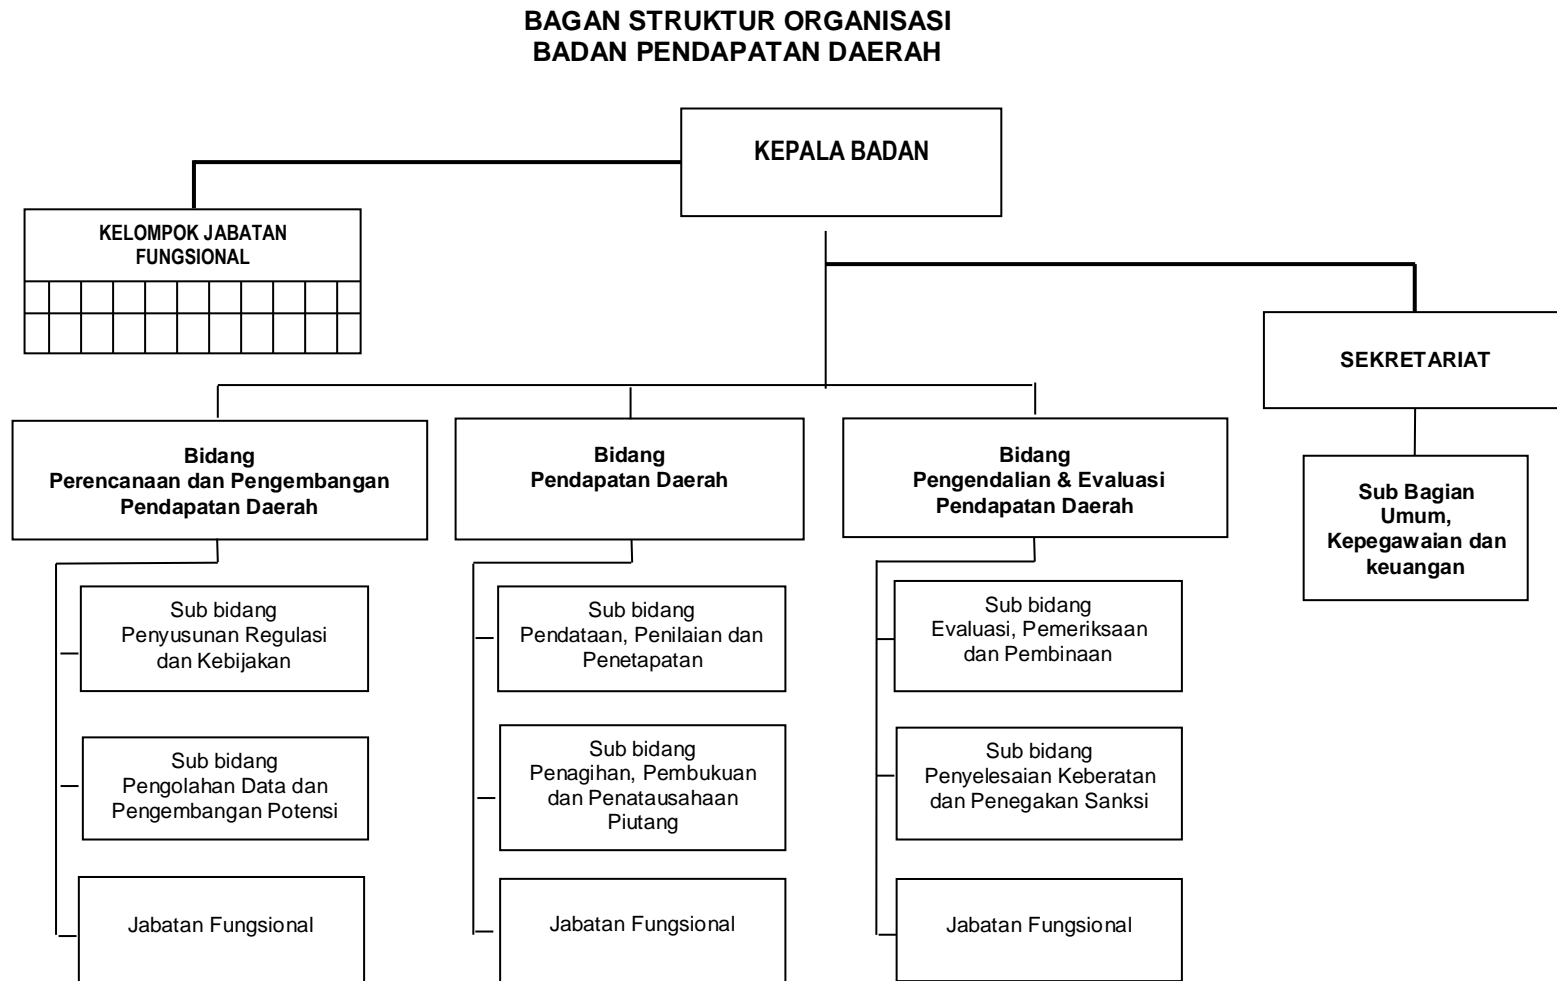 BAGAN STRUKTUR ORGANISASI
BADAN PENDAPATAN DAERAH
KEPALA BADAN
KELOMPOK JABATAN
FUNGSIONAL
SEKRETARIAT
Bidang
Perencanaan dan Pengembangan
Pendapatan Daerah
Bidang
Pendapatan Daerah
Bidang
Pengendalian & Evaluasi
Pendapatan Daerah
Sub Bagian
Umum,
Kepegawaian dan
keuangan
Sub bidang
Penyusunan Regulasi
dan Kebijakan
Sub bidang
Pendataan, Penilaian dan
Penetapatan
Sub bidang
Evaluasi, Pemeriksaan
dan Pembinaan
Sub bidang
Pengolahan Data dan
Pengembangan Potensi
Sub bidang
Penagihan, Pembukuan
dan Penatausahaan
Piutang
Sub bidang
Penyelesaian Keberatan
dan Penegakan Sanksi
Jabatan Fungsional
Jabatan Fungsional
Jabatan Fungsional